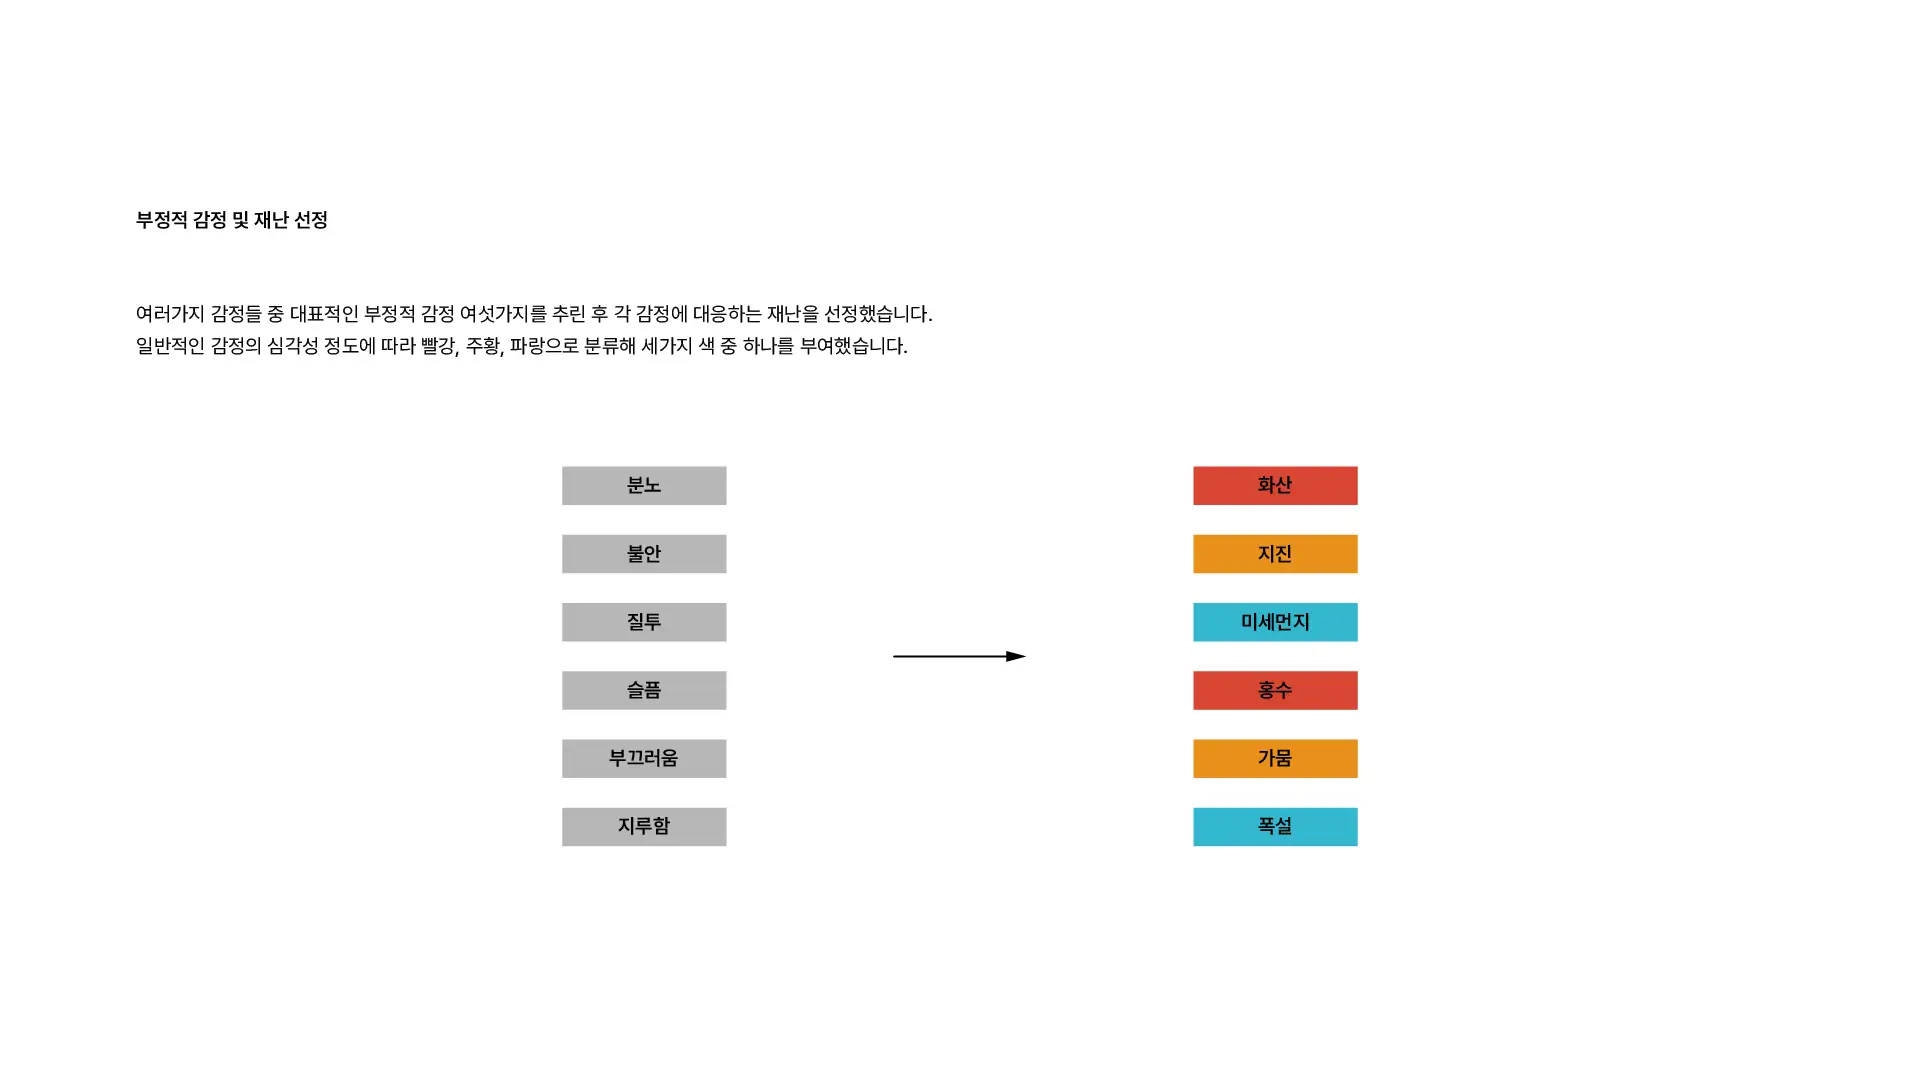 부정적 감정 및 재난 선정
여러가지 감정들 중 대표적인 부정적 감정 여섯가지를 추린 후 각 감정에 대응하는 재난을 선정했습니다.
일반적인 감정의 심각성 정도에 따라 빨강, 주황, 파랑으로 분류해 세가지 색 중 하나를 부여했습니다.
분노
화산
불안
지진
질투
미세먼지
슬픔
홍수
부끄러움
가뭄
지루함
폭설